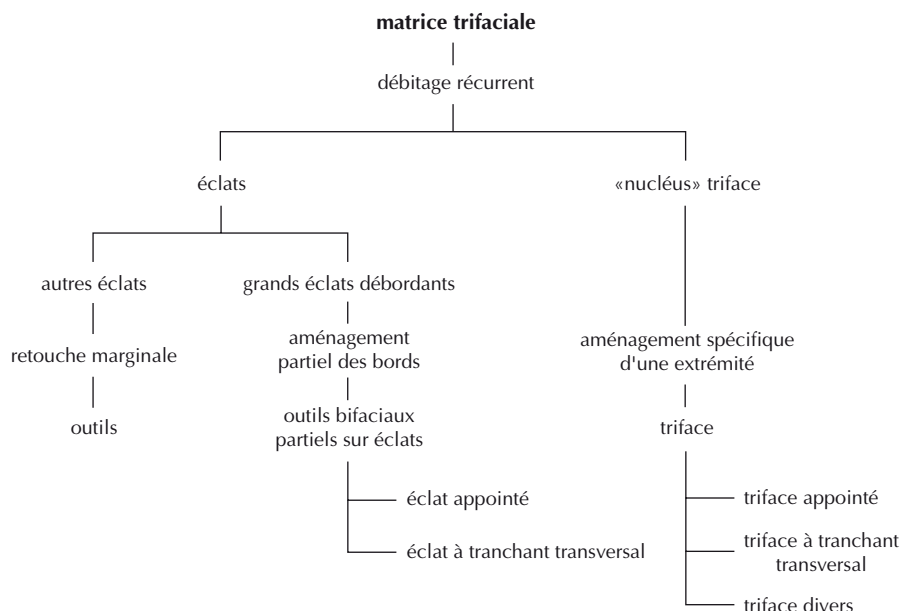 matrice trifaciale
débitage récurrent
éclats
«nucléus» triface
autres éclats
grands éclats débordants
retouche marginale
aménagement
partiel des bords
aménagement spécifique
d'une extrémité
outils
outils bifaciaux
partiels sur éclats
triface
éclat appointé
éclat à tranchant transversal
triface appointé
triface à tranchant
transversal
triface divers